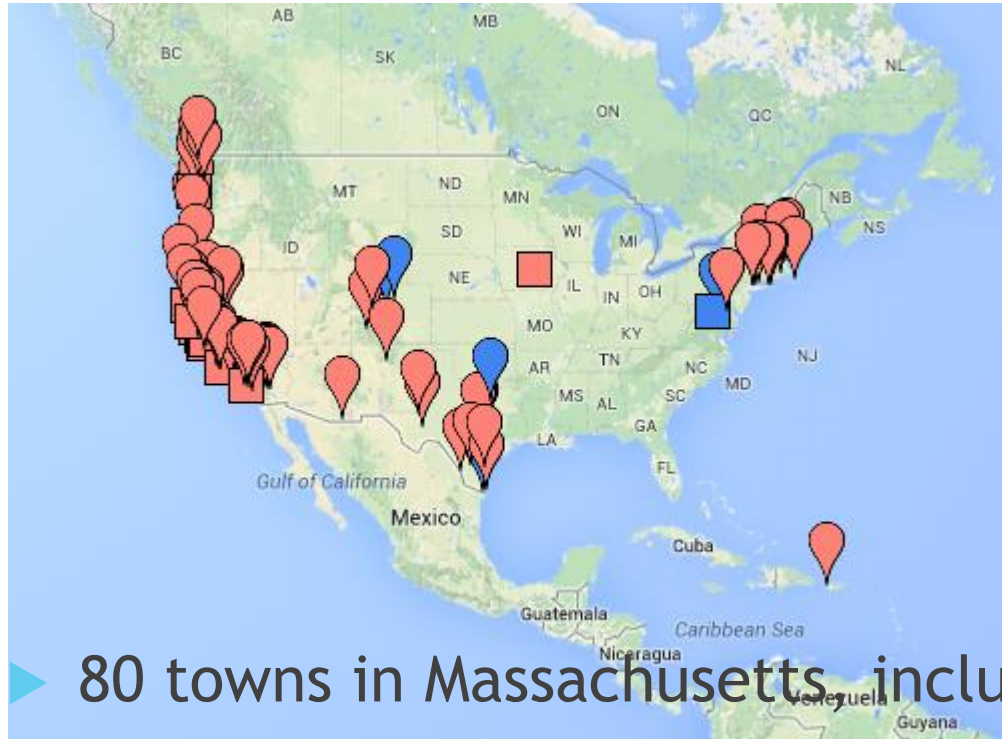 AB
MB
BC
SK
NL
ON
QC
MT
ND
MN
NB
NS
SD
WI
MI
ID
NE
IL
IN
OH
MO
KY
NJ
AR
TN
NC
MD
MS
AL
SC
GA
LA
FL
Gulf of California
Mexico
Cuba
Guatemala
Caribbean Sea
Nicaragua
80 towns in Massachusetts, inclu
Venezuela
Guyana